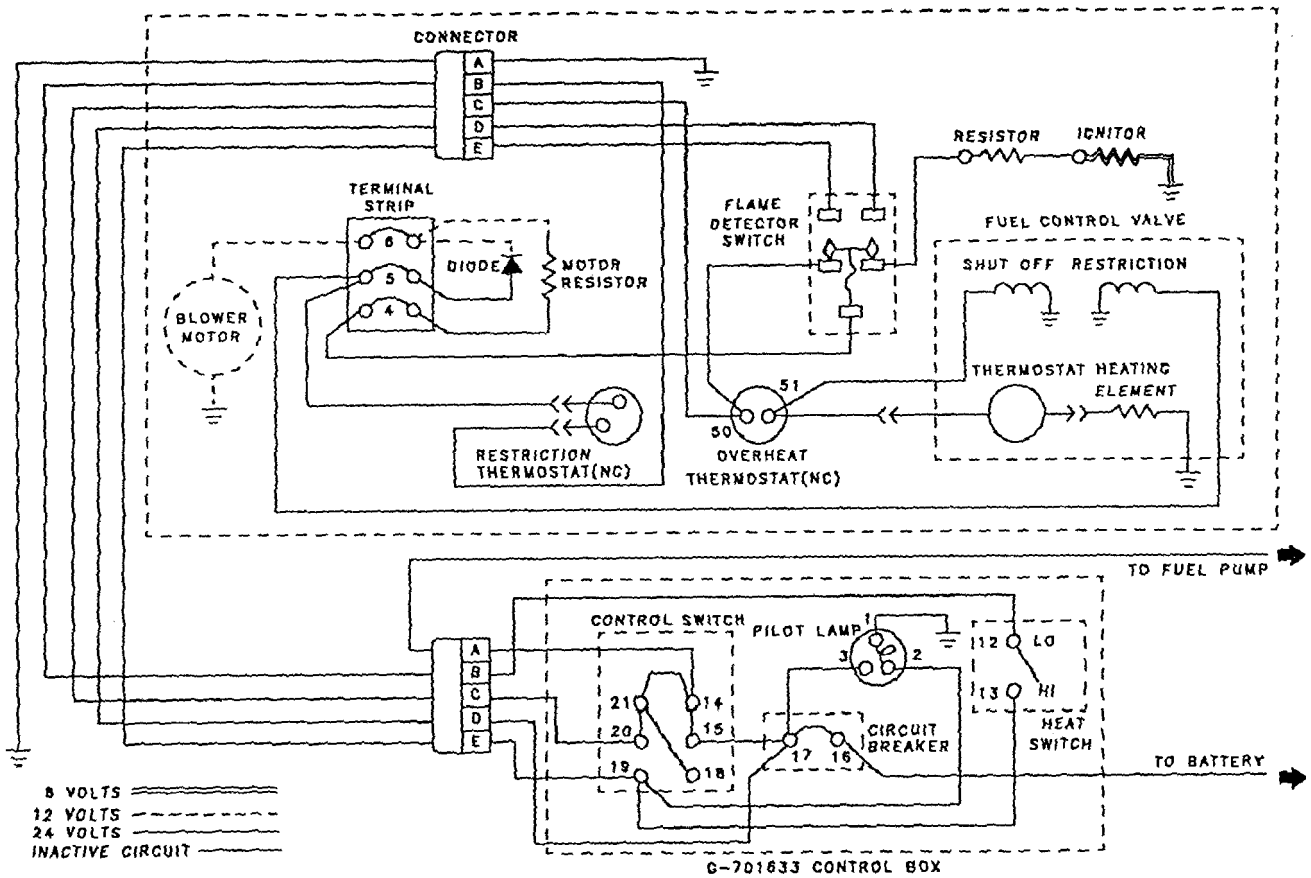 CONNECTOR
A
B
C
D
E
RESISTOR
IGNITOR
TERMINAL
STRIP
6
5
4
DIODE
MOTOR
RESISTOR
BLOWER
MOTOR
FLAME
DETECTOR
SWITCH
FUEL CONTROL VALVE
SHUT OFF
RESTRICTION
THERMOSTAT
HEATING
ELEMENT
51
50
OVERHEAT
THERMOSTAT(NC)
RESTRICTION
THERMOSTAT(NC)
TO FUEL PUMP
CONTROL SWITCH
A
B
C
D
E
21
14
20
15
19
18
PILOT LAMP
1
3
2
CIRCUIT
BREAKER
17
16
12
LO
13
HI
HEAT
SWITCH
TO BATTERY
8 VOLTS
12 VOLTS
24 VOLTS
INACTIVE CIRCUIT
G-701633 CONTROL BOX